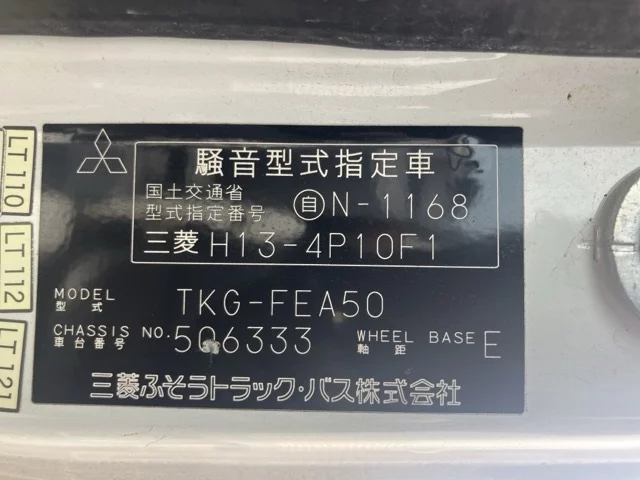 騒音型式指定車
国土交通省
型式指定番号 自N-1168
三菱 H13-4P10F1
MODEL
型式 TKG-FEA50
CHASSIS NO.
車台番号 506333 WHEEL BASE
軸距 E
三菱ふそうトラック・バス株式会社
LT110
LT112
LT121